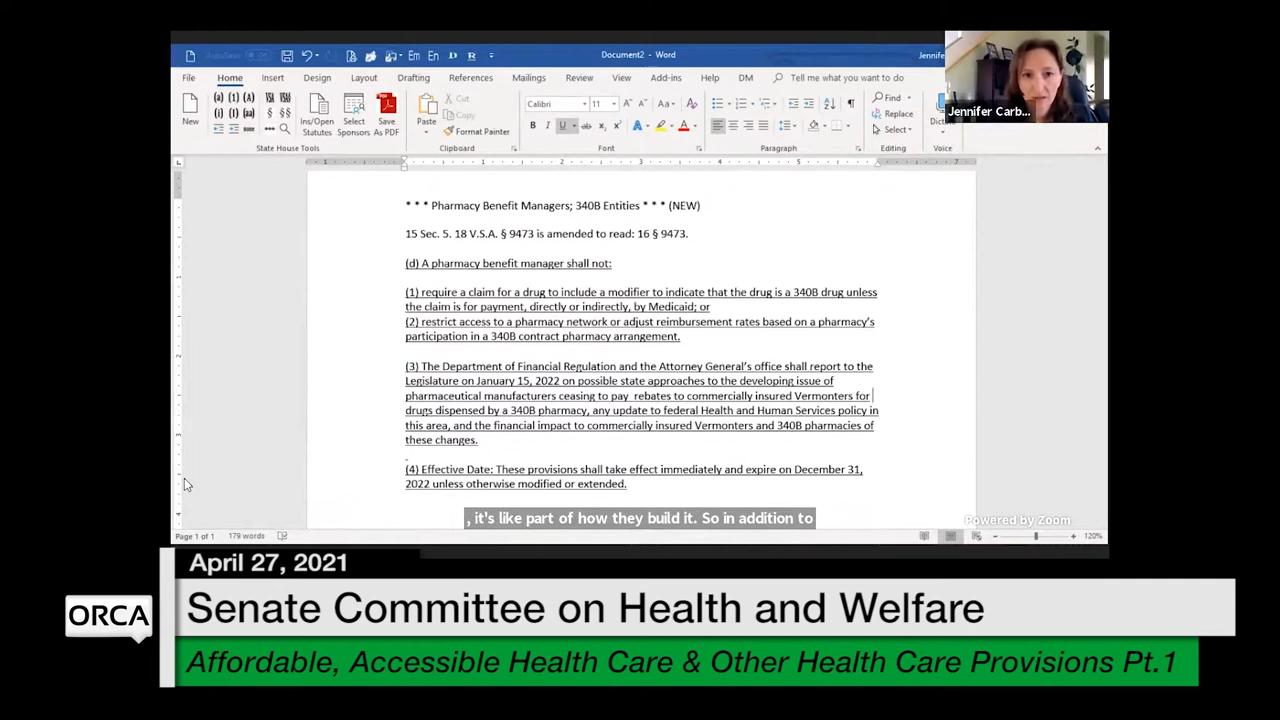 AutoSave
Off
Em
En
D
R
Document2 - Word
Jennife
File
Home
Insert
Design
Layout
Drafting
References
Mailings
Review
View
Add-ins
Help
DM
Tell me what you want to do
Jennifer Carb...
New
Ins/Open
Statutes
Select
Sponsors
Save
As PDF
State House Tools
Paste
Cut
Copy
Format Painter
Clipboard
Calibri
11
Font
Paragraph
Find
Replace
Select
Editing
Dict
Voice
* * * Pharmacy Benefit Managers; 340B Entities * * * (NEW)
15 Sec. 5. 18 V.S.A. § 9473 is amended to read: 16 § 9473.
(d) A pharmacy benefit manager shall not:
(1) require a claim for a drug to include a modifier to indicate that the drug is a 340B drug unless
the claim is for payment, directly or indirectly, by Medicaid; or
(2) restrict access to a pharmacy network or adjust reimbursement rates based on a pharmacy's
participation in a 340B contract pharmacy arrangement.
(3) The Department of Financial Regulation and the Attorney General's office shall report to the
Legislature on January 15, 2022 on possible state approaches to the developing issue of
pharmaceutical manufacturers ceasing to pay rebates to commercially insured Vermonters for
drugs dispensed by a 340B pharmacy, any update to federal Health and Human Services policy in
this area, and the financial impact to commercially insured Vermonters and 340B pharmacies of
these changes.
(4) Effective Date: These provisions shall take effect immediately and expire on December 31,
2022 unless otherwise modified or extended.
, it's like part of how they build it. So in addition to
Powered by Zoom
Page 1 of 1
179 words
120%
April 27, 2021
ORCA
Senate Committee on Health and Welfare
Affordable, Accessible Health Care & Other Health Care Provisions Pt.1